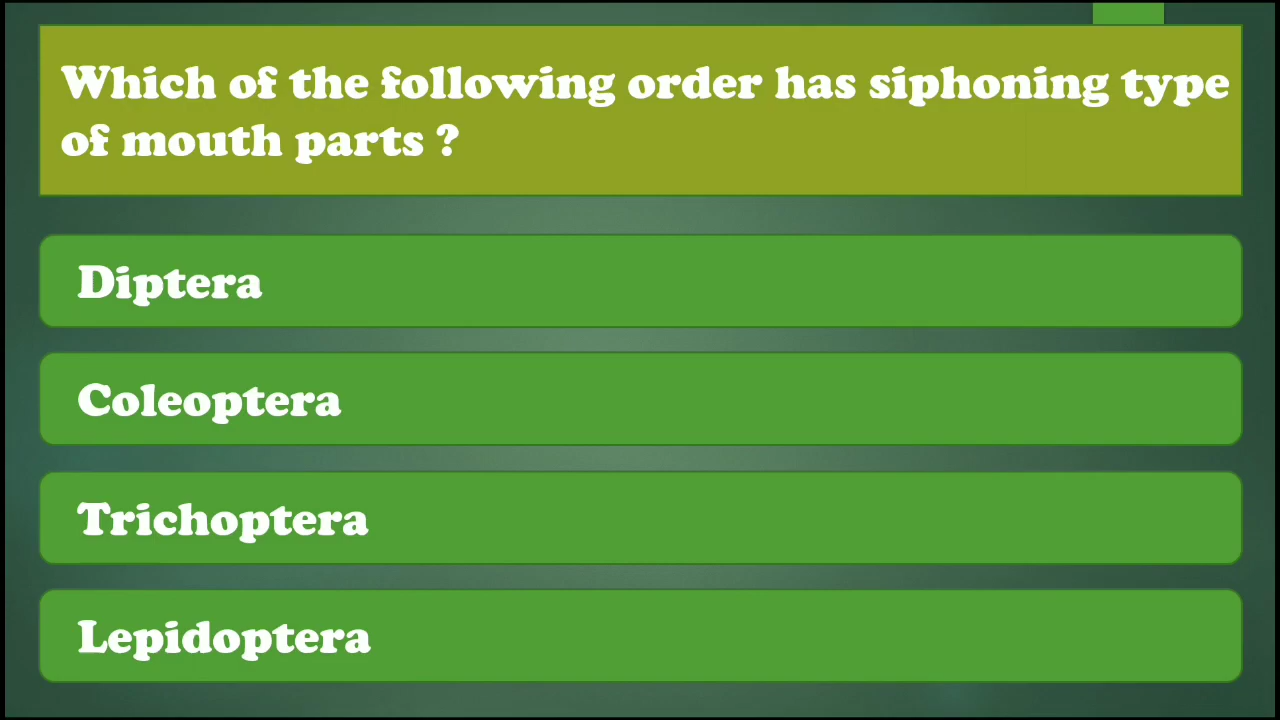 Which of the following order has siphoning type
of mouth parts ?
Diptera
Coleoptera
Trichoptera
Lepidoptera